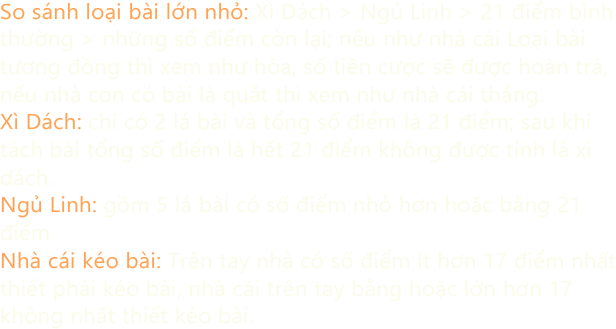 So sánh loại bài lớn nhỏ: Xì Dách > Ngủ Linh > 21 điểm bình
thường > những số điểm còn lại; nếu như nhà cái Loại bài
tương đồng thì xem như hòa, số tiền cược sẽ được hoàn trả,
nếu nhà con có bài là quắt thì xem như nhà cái thắng.
Xì Dách: chỉ có 2 lá bài và tổng số điểm là 21 điểm; sau khi
tách bài tổng số điểm lá hết 21 điểm không được tính là xì
dách
Ngủ Linh: gồm 5 lá bài có số điểm nhỏ hơn hoặc bằng 21
điểm
Nhà cái kéo bài: Trên tay nhà có số điểm ít hơn 17 điểm nhất
thiết phải kéo bài, nhà cái trên tay bằng hoặc lớn hơn 17
không nhất thiết kéo bài.